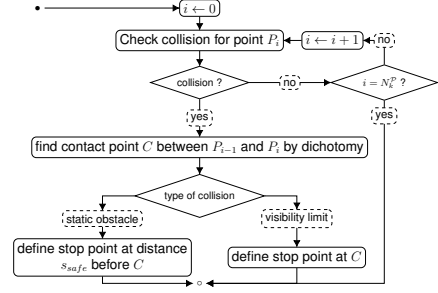 i ← 0
Check collision for point P_i
i ← i + 1
no
collision ?
no
i = N_k^P ?
yes
yes
find contact point C between P_{i−1} and P_i by dichotomy
type of collision
static obstacle
visibility limit
define stop point at distance
s_{safe} before C
define stop point at C